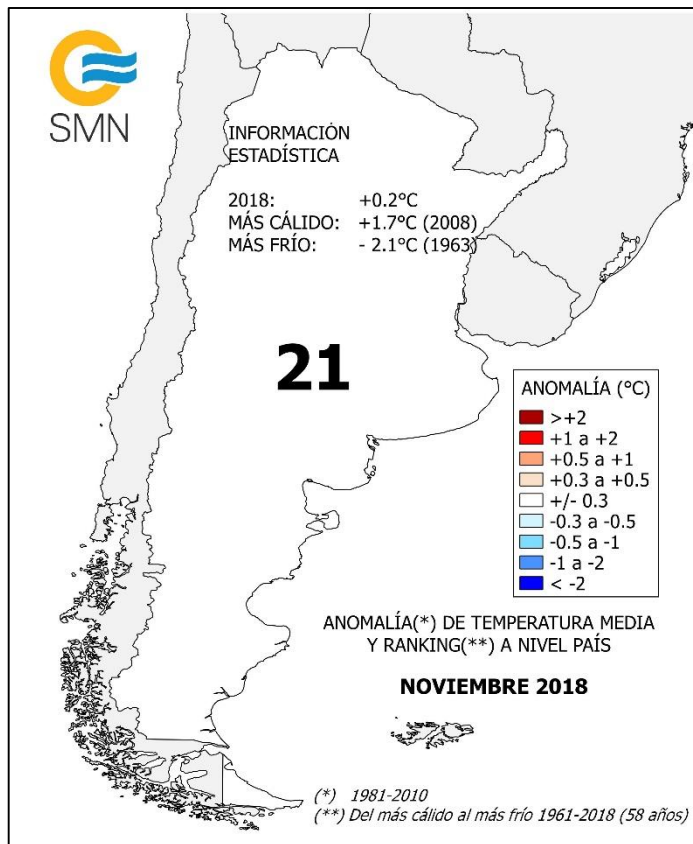 SMN
INFORMACIÓN
ESTADÍSTICA
2018: +0.2°C
MÁS CÁLIDO: +1.7°C (2008)
MÁS FRÍO: - 2.1°C (1963)
21
ANOMALÍA (°C)
>+2
+1 a +2
+0.5 a +1
+0.3 a +0.5
+/- 0.3
-0.3 a -0.5
-0.5 a -1
-1 a -2
< -2
ANOMALÍA(*) DE TEMPERATURA MEDIA
Y RANKING(**) A NIVEL PAÍS
NOVIEMBRE 2018
(*) 1981-2010
(**) Del más cálido al más frío 1961-2018 (58 años)